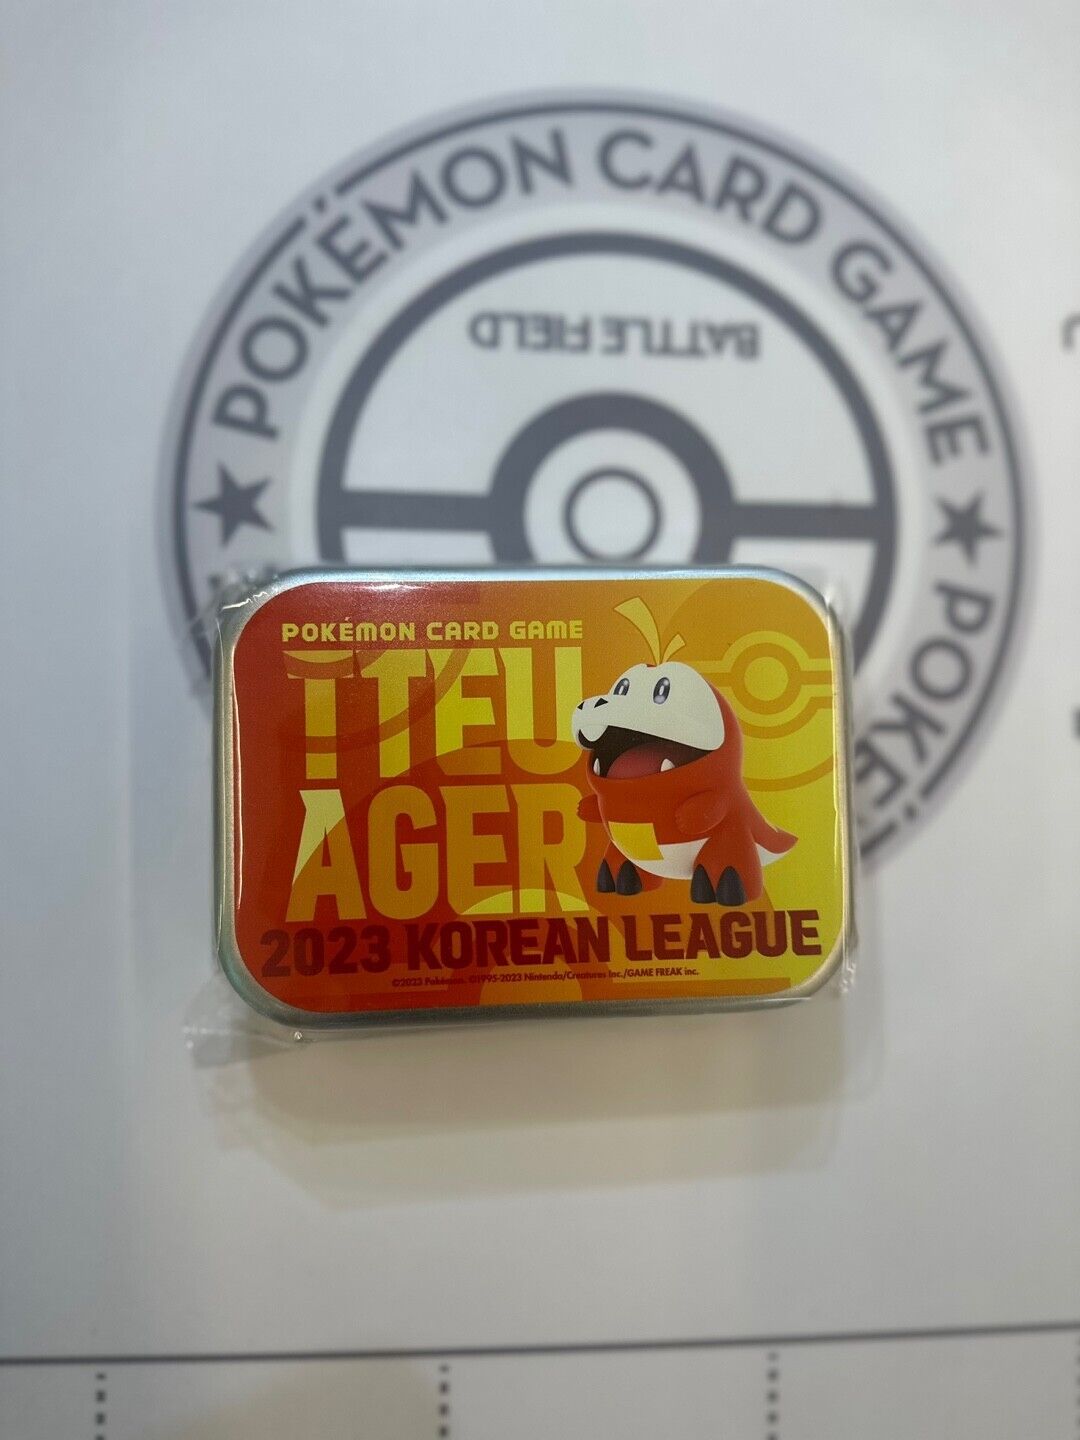 POKÉMON CARD GAME
POKÉ
BATTLE FIELD
POKÉMON CARD GAME
TTEU
AGER
2023 KOREAN LEAGUE
©2023 Pokémon. ©1995-2023 Nintendo/Creatures Inc./GAME FREAK inc.